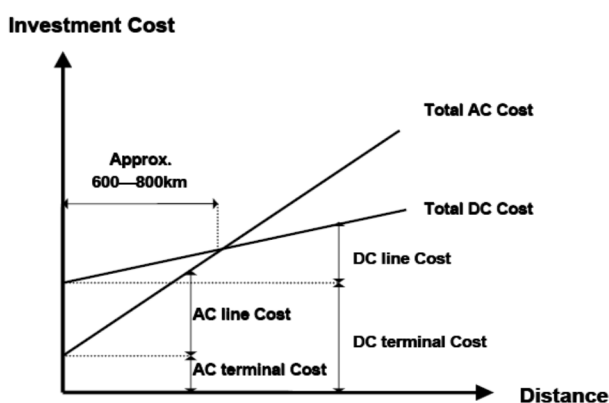 Investment Cost
Total AC Cost
Approx.
600—800km
Total DC Cost
DC line Cost
AC line Cost
DC terminal Cost
AC terminal Cost
Distance